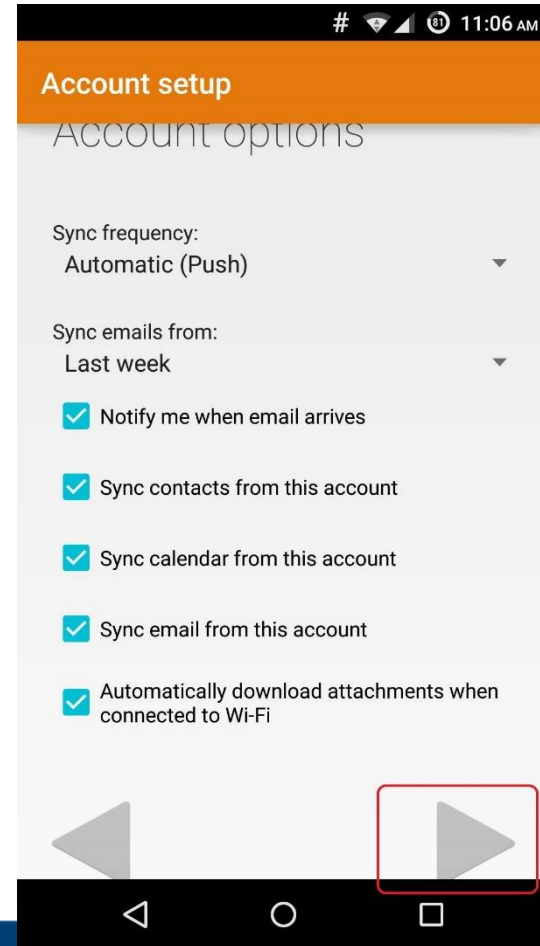 # 81 11:06 AM
Account setup
Account options
Sync frequency:
Automatic (Push)
Sync emails from:
Last week
Notify me when email arrives
Sync contacts from this account
Sync calendar from this account
Sync email from this account
Automatically download attachments when
connected to Wi-Fi